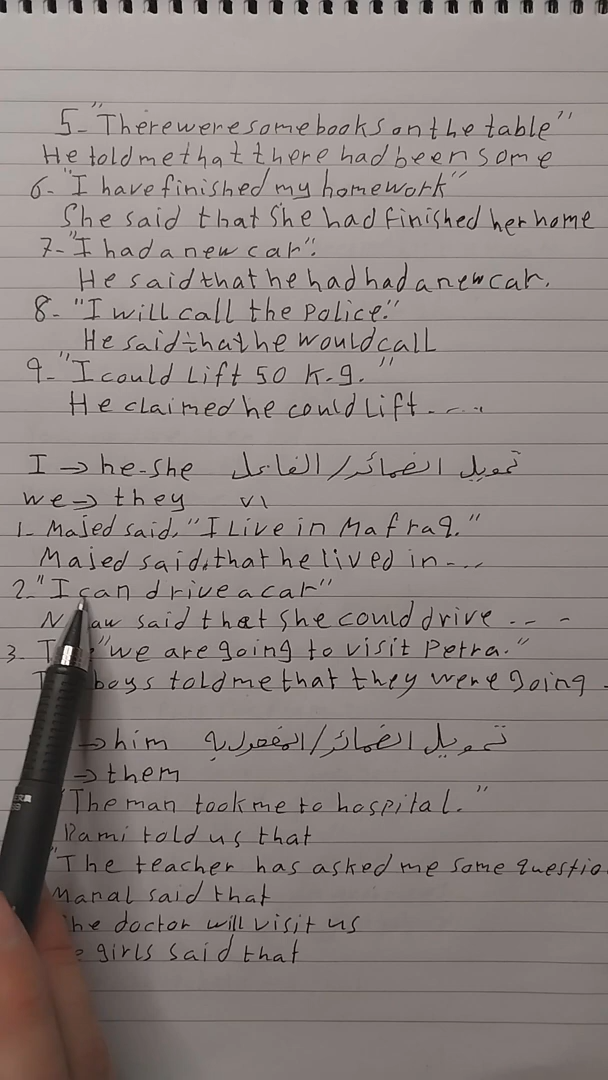 5- "There were some books on the table"
He told me that there had been some
6- "I have finished my homework"
She said that she had finished her home
7- "I had a new car".
He said that he had had a new car.
8- "I will call the police."
He said that he would call
9- "I could Lift 50 K.g."
He claimed he could Lift ----
I → he-she تحويل الضمائر/الفاعل
we → they
1- Majed said, "I Live in Mafraq."
Majed said, that he lived in ---
2- "I can drive a car"
said that she could drive ---
3. "we are going to visit Petra."
boys told me that they were going -
→ him تحويل الضمائر/المفعول به
→ them
"The man took me to hospital."
Rami told us that
"The teacher has asked me some questio
Manal said that
he doctor will visit us
e girls said that